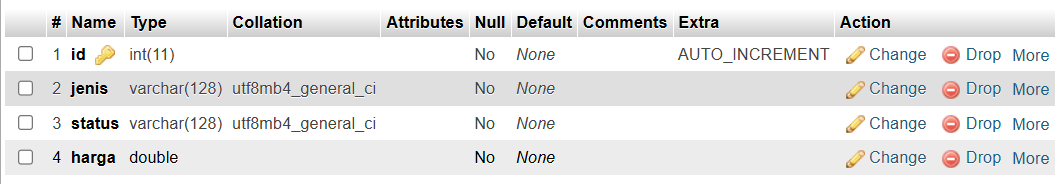 # Name Type Collation Attributes Null Default Comments Extra Action
1 id int(11) No None AUTO_INCREMENT Change Drop More
2 jenis varchar(128) utf8mb4_general_ci No None Change Drop More
3 status varchar(128) utf8mb4_general_ci No None Change Drop More
4 harga double No None Change Drop More